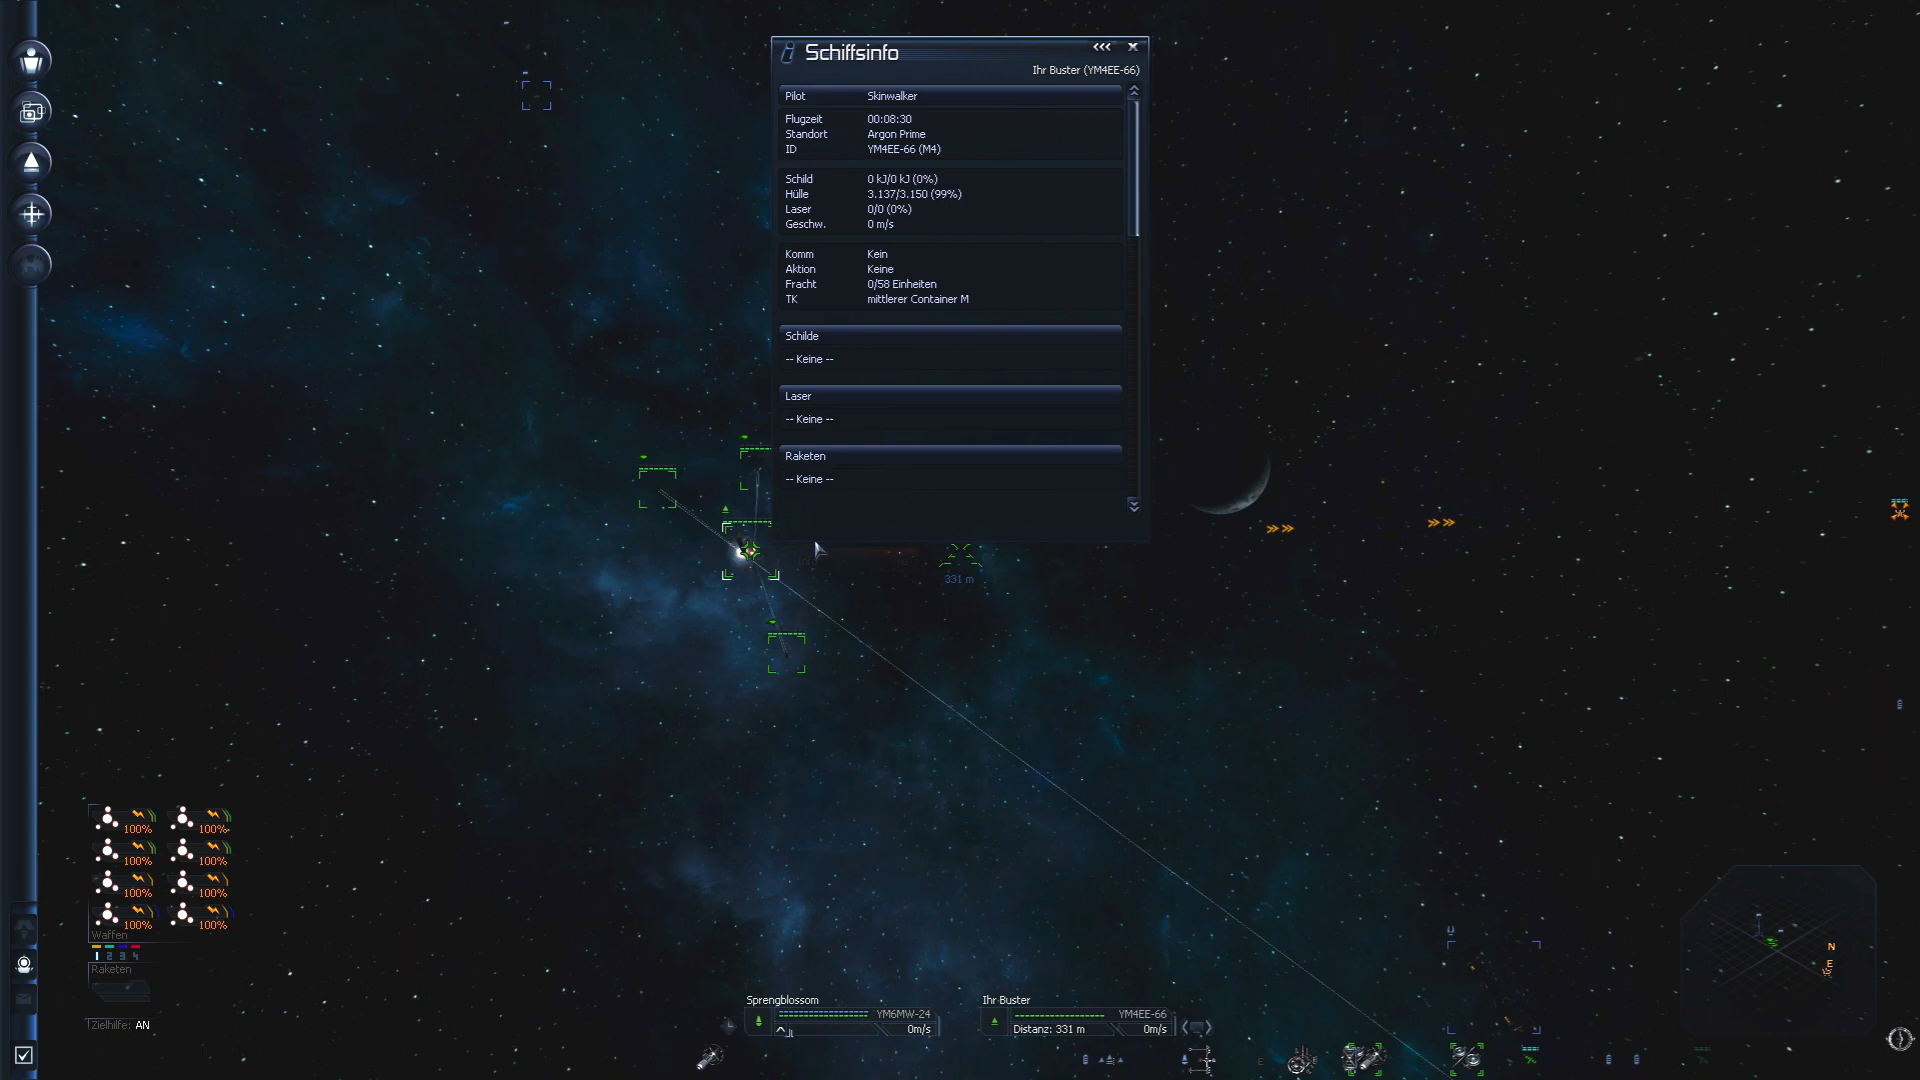 Schiffsinfo
Ihr Buster (YM4EE-66)
Pilot Skinwalker
Flugzeit 00:08:30
Standort Argon Prime
ID YM4EE-66 (M4)
Schild 0 kJ/0 kJ (0%)
Hülle 3.137/3.150 (99%)
Laser 0/0 (0%)
Geschw. 0 m/s
Komm Kein
Aktion Keine
Fracht 0/58 Einheiten
TK mittlerer Container M
Schilde
-- Keine --
Laser
-- Keine --
Raketen
-- Keine --
331 m
100% 100%
100% 100%
100% 100%
100% 100%
Waffen
1 2 3 4
Raketen
Zielhilfe: AN
Sprengblossom
YM6MW-24
0m/s
Ihr Buster
YM4EE-66
Distanz: 331 m 0m/s
N
E